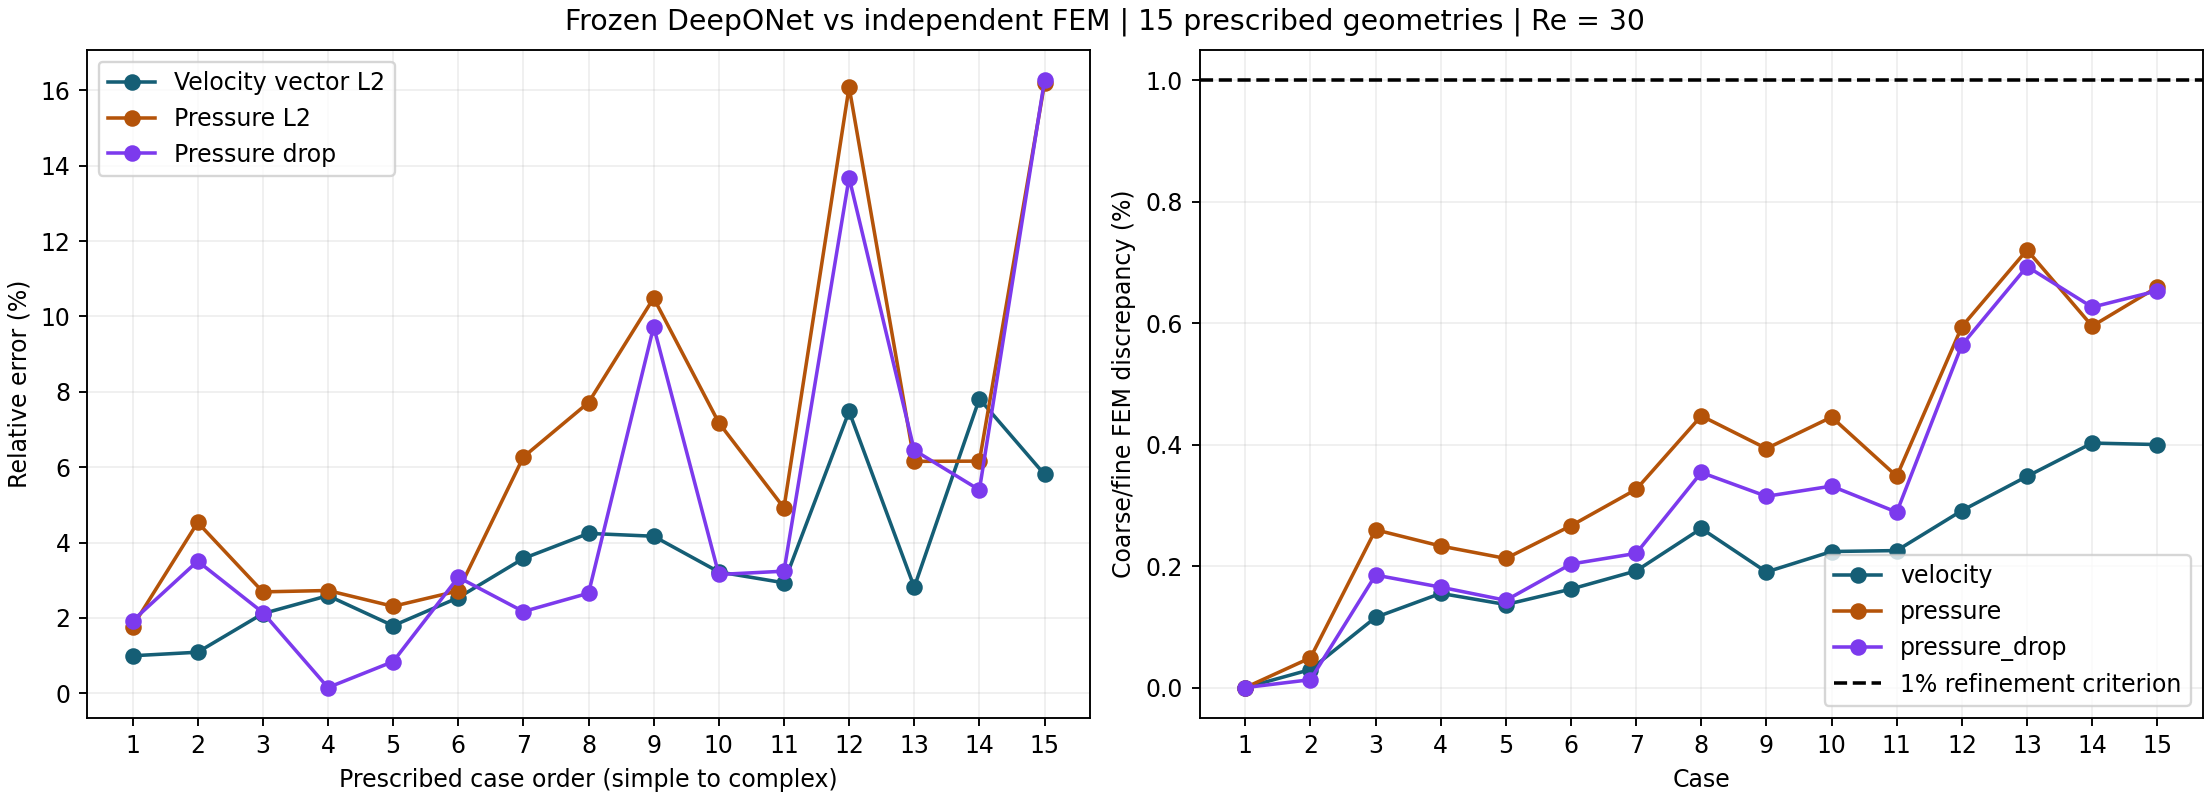 Frozen DeepONet vs independent FEM | 15 prescribed geometries | Re = 30
Velocity vector L2
Pressure L2
Pressure drop
Relative error (%)
16
14
12
10
8
6
4
2
0
1 2 3 4 5 6 7 8 9 10 11 12 13 14 15
Prescribed case order (simple to complex)
Coarse/fine FEM discrepancy (%)
1.0
0.8
0.6
0.4
0.2
0.0
velocity
pressure
pressure_drop
1% refinement criterion
1 2 3 4 5 6 7 8 9 10 11 12 13 14 15
Case